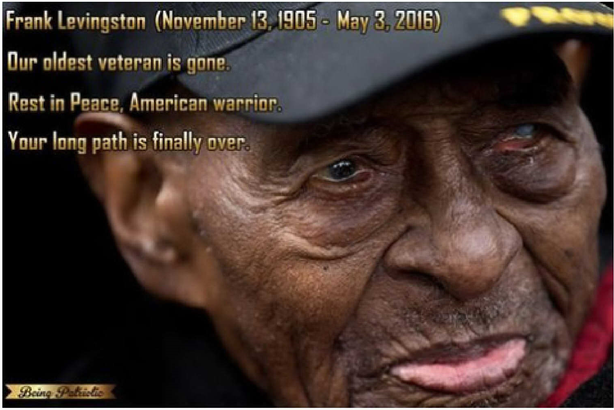 Frank Levingston (November 13, 1905 - May 3, 2016)
Our oldest veteran is gone.
Rest in Peace, American warrior.
Your long path is finally over.
Being Patriotic